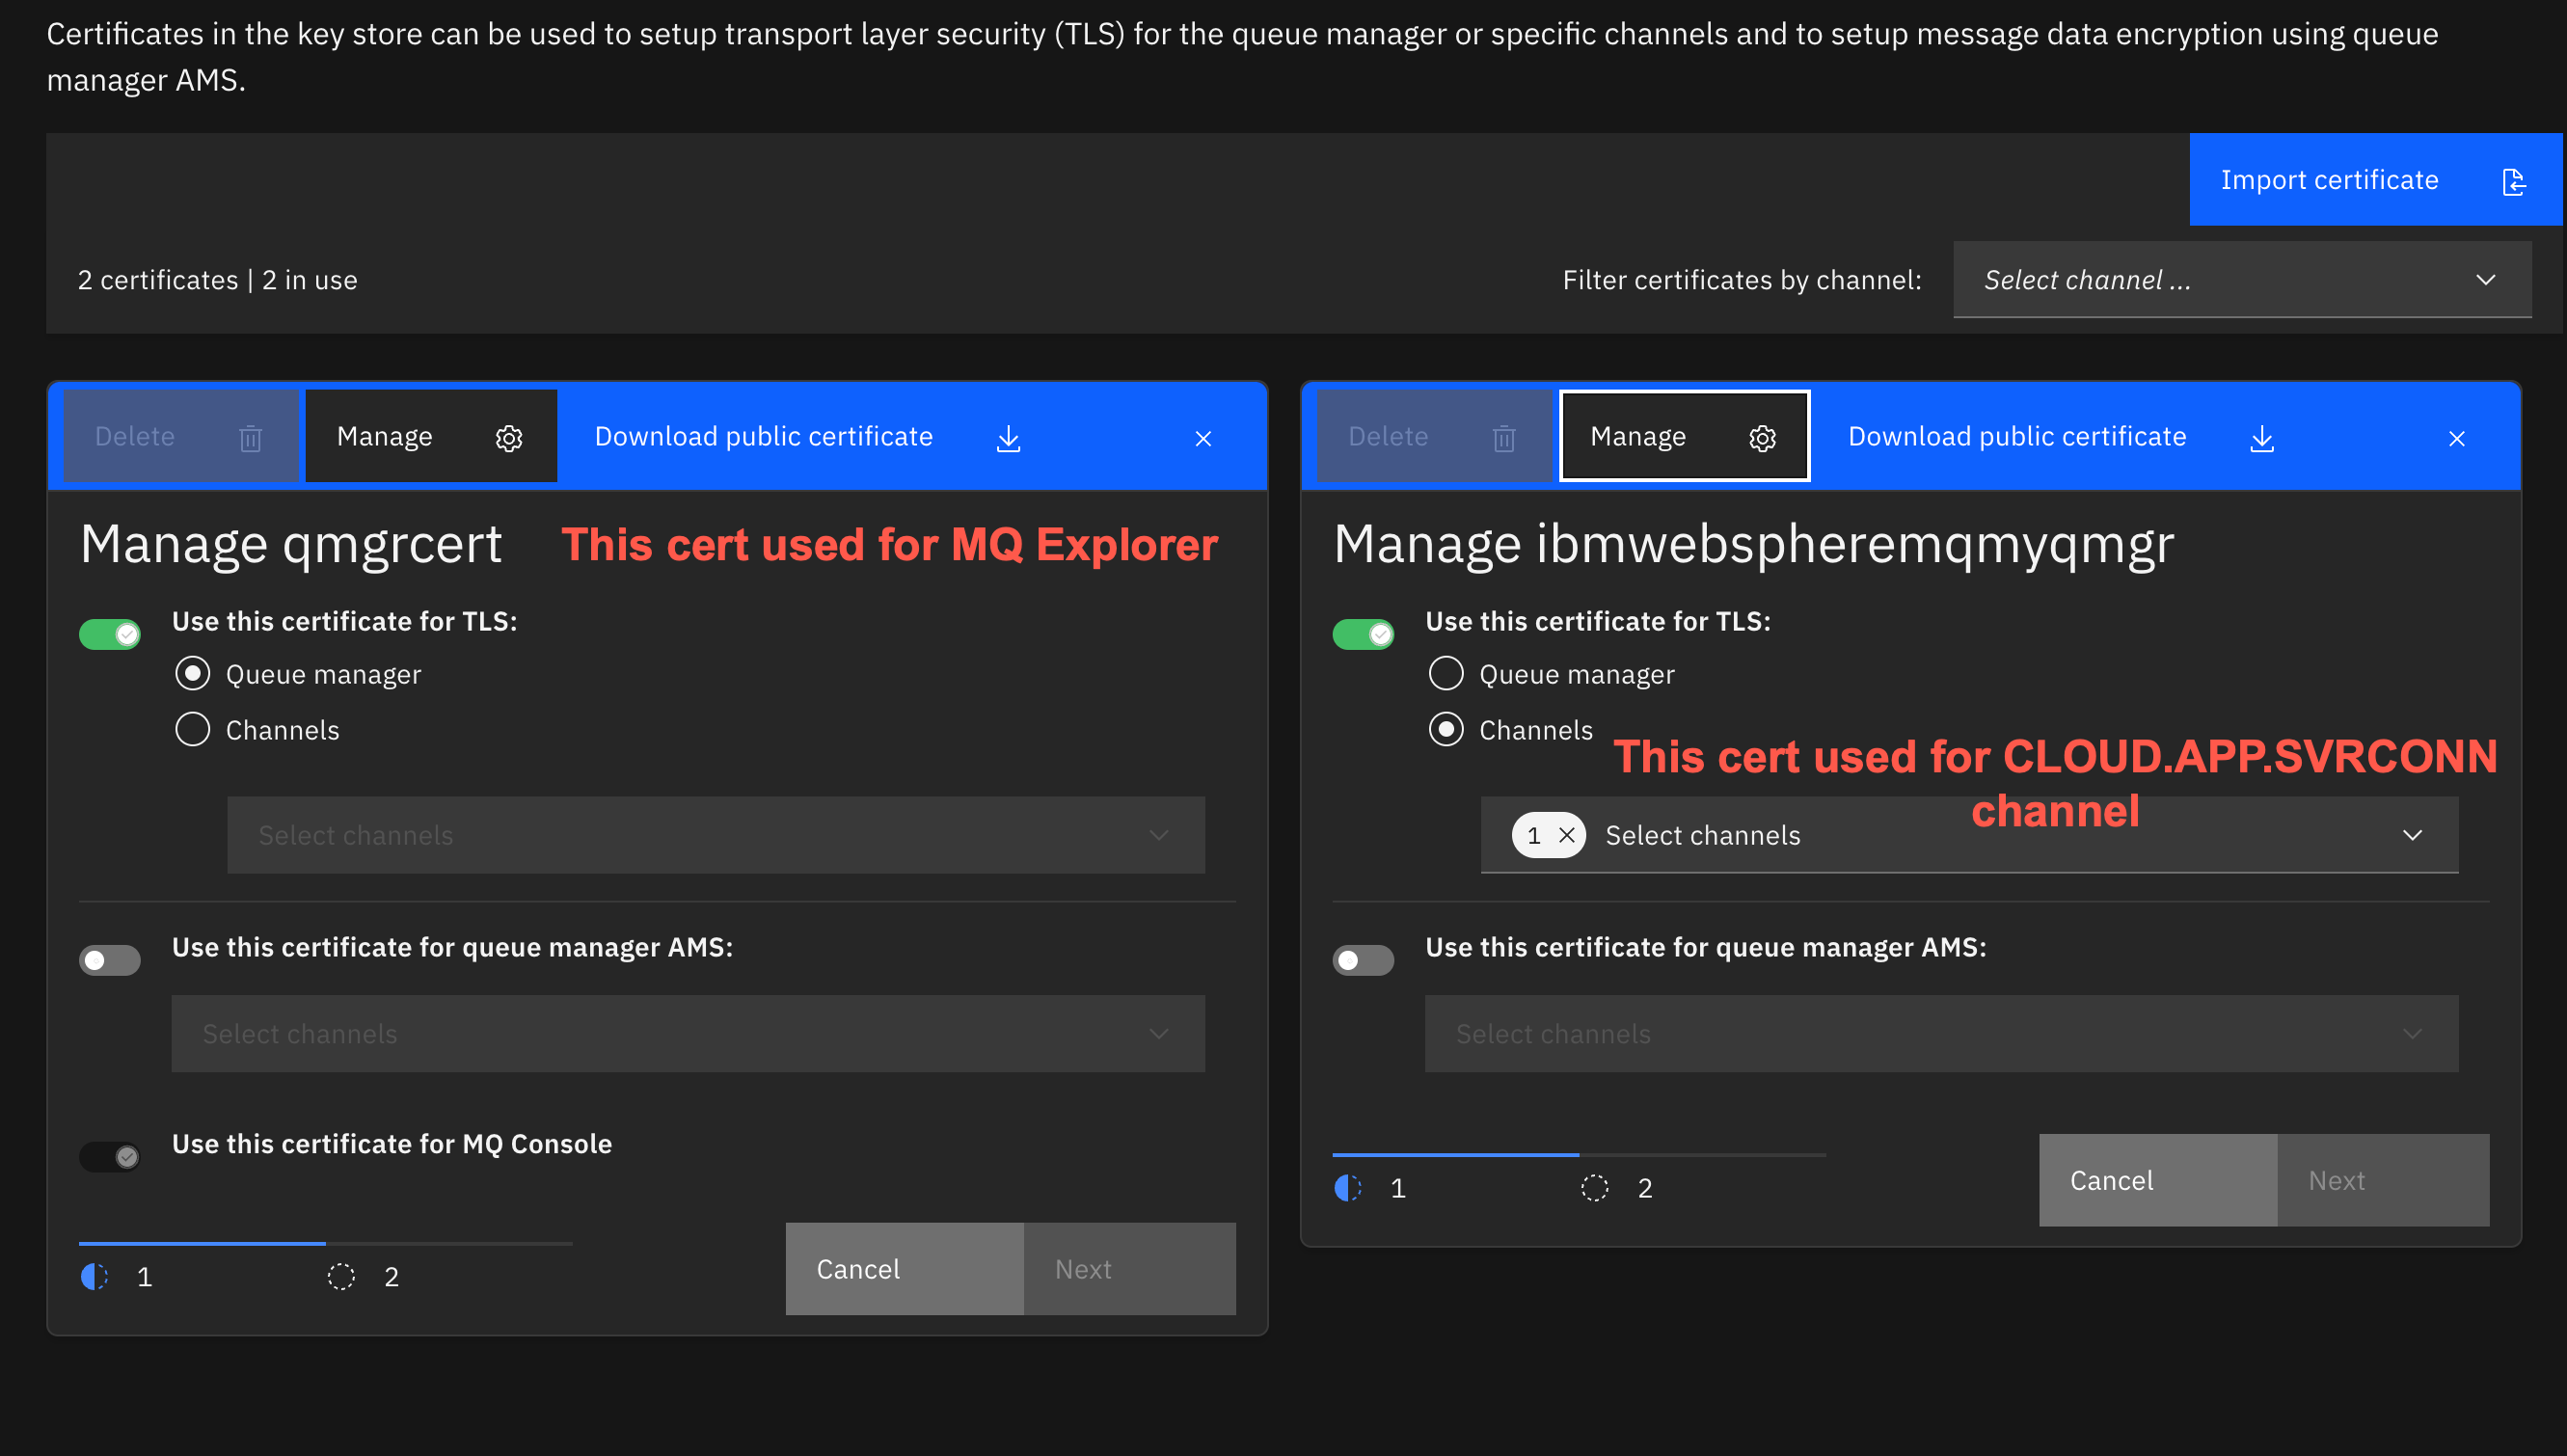 Certificates in the key store can be used to setup transport layer security (TLS) for the queue manager or specific channels and to setup message data encryption using queue
manager AMS.
Import certificate
2 certificates | 2 in use
Filter certificates by channel:
Select channel ...
Delete
Manage
Download public certificate
Manage qmgrcert
This cert used for MQ Explorer
Use this certificate for TLS:
Queue manager
Channels
Select channels
Use this certificate for queue manager AMS:
Select channels
Use this certificate for MQ Console
1
2
Cancel
Next
Delete
Manage
Download public certificate
Manage ibmwebspheremqmyqmgr
Use this certificate for TLS:
Queue manager
Channels
This cert used for CLOUD.APP.SVRCONN
channel
1
Select channels
Use this certificate for queue manager AMS:
Select channels
1
2
Cancel
Next